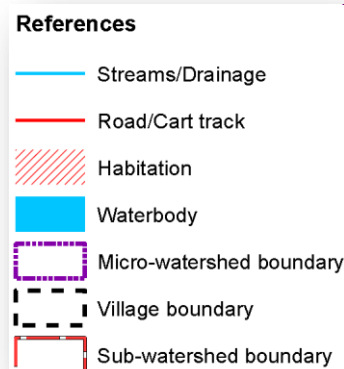 References
Streams/Drainage
Road/Cart track
Habitation
Waterbody
Micro-watershed boundary
Village boundary
Sub-watershed boundary